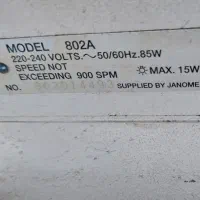 MODEL 802A
220-240 VOLTS.~50/60Hz.85W
SPEED NOT
EXCEEDING 900 SPM
☼MAX. 15W
NO.
SUPPLIED BY JANOME